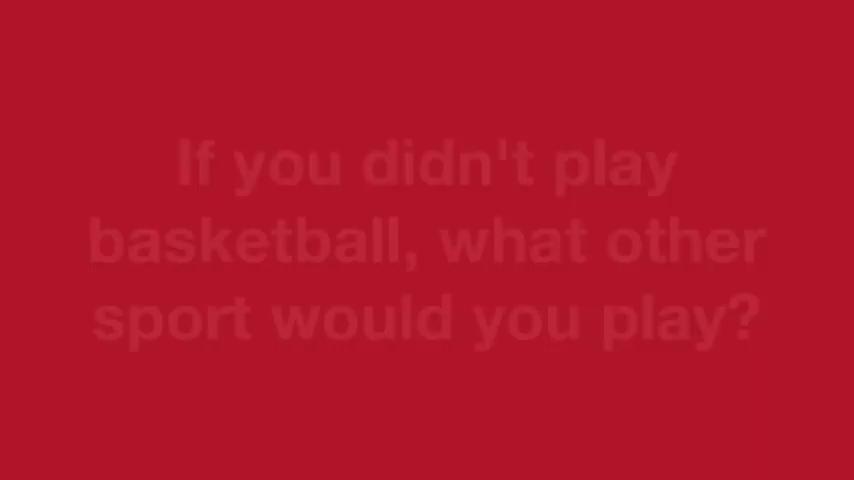 If you didn't play
basketball, what other
sport would you play?